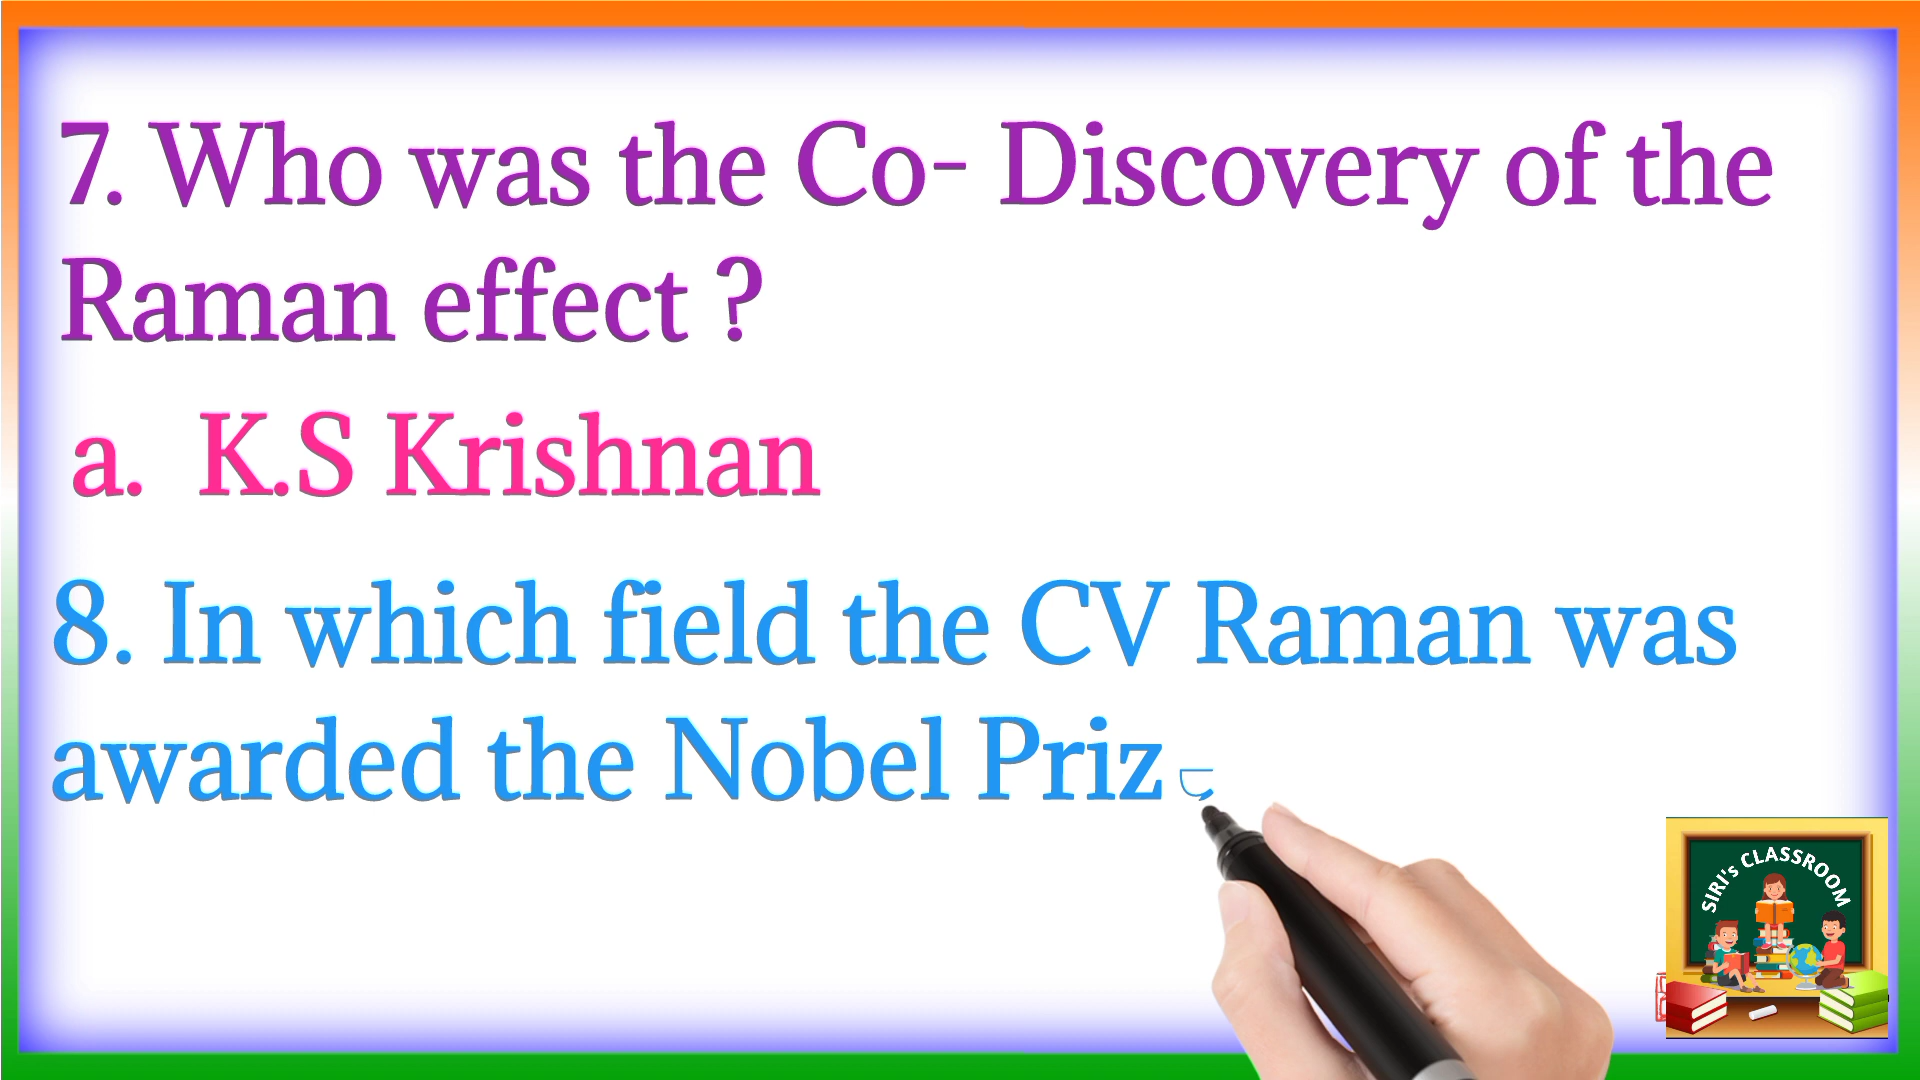 7. Who was the Co- Discovery of the
Raman effect ?
a. K.S Krishnan
8. In which field the CV Raman was
awarded the Nobel Priz
SIRI's CLASSROOM